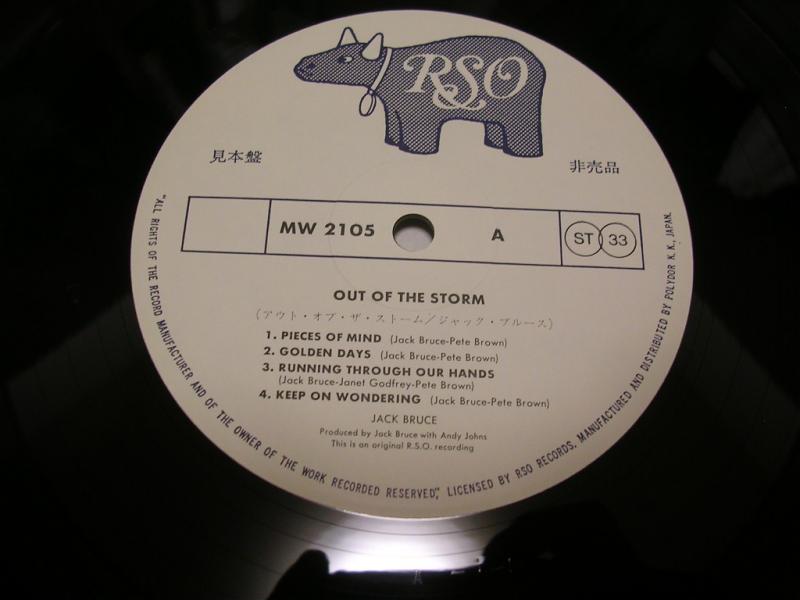 RSO
見本盤
非売品
MW 2105
A
ST 33
OUT OF THE STORM
(アウト・オブ・ザ・ストーム/ジャック・ブルース)
1. PIECES OF MIND (Jack Bruce-Pete Brown)
2. GOLDEN DAYS (Jack Bruce-Pete Brown)
3. RUNNING THROUGH OUR HANDS
(Jack Bruce-Janet Godfrey-Pete Brown)
4. KEEP ON WONDERING (Jack Bruce-Pete Brown)
JACK BRUCE
Produced by Jack Bruce with Andy Johns
This is an original R.S.O. recording
"ALL RIGHTS OF THE RECORD MANUFACTURER AND OF THE OWNER OF THE WORK RECORDED RESERVED", LICENSED BY RSO RECORDS. MANUFACTURED AND DISTRIBUTED BY POLYDOR K.K., JAPAN.